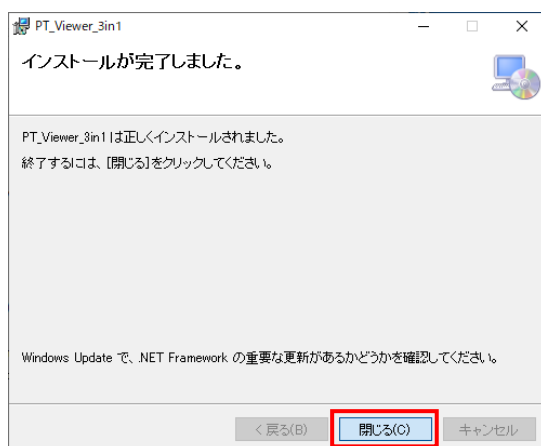 PT_Viewer_3in1
インストールが完了しました。
PT_Viewer_3in1 は正しくインストールされました。
終了するには、[閉じる]をクリックしてください。
Windows Update で、.NET Framework の重要な更新があるかどうかを確認してください。
< 戻る(B)
閉じる(C)
キャンセル